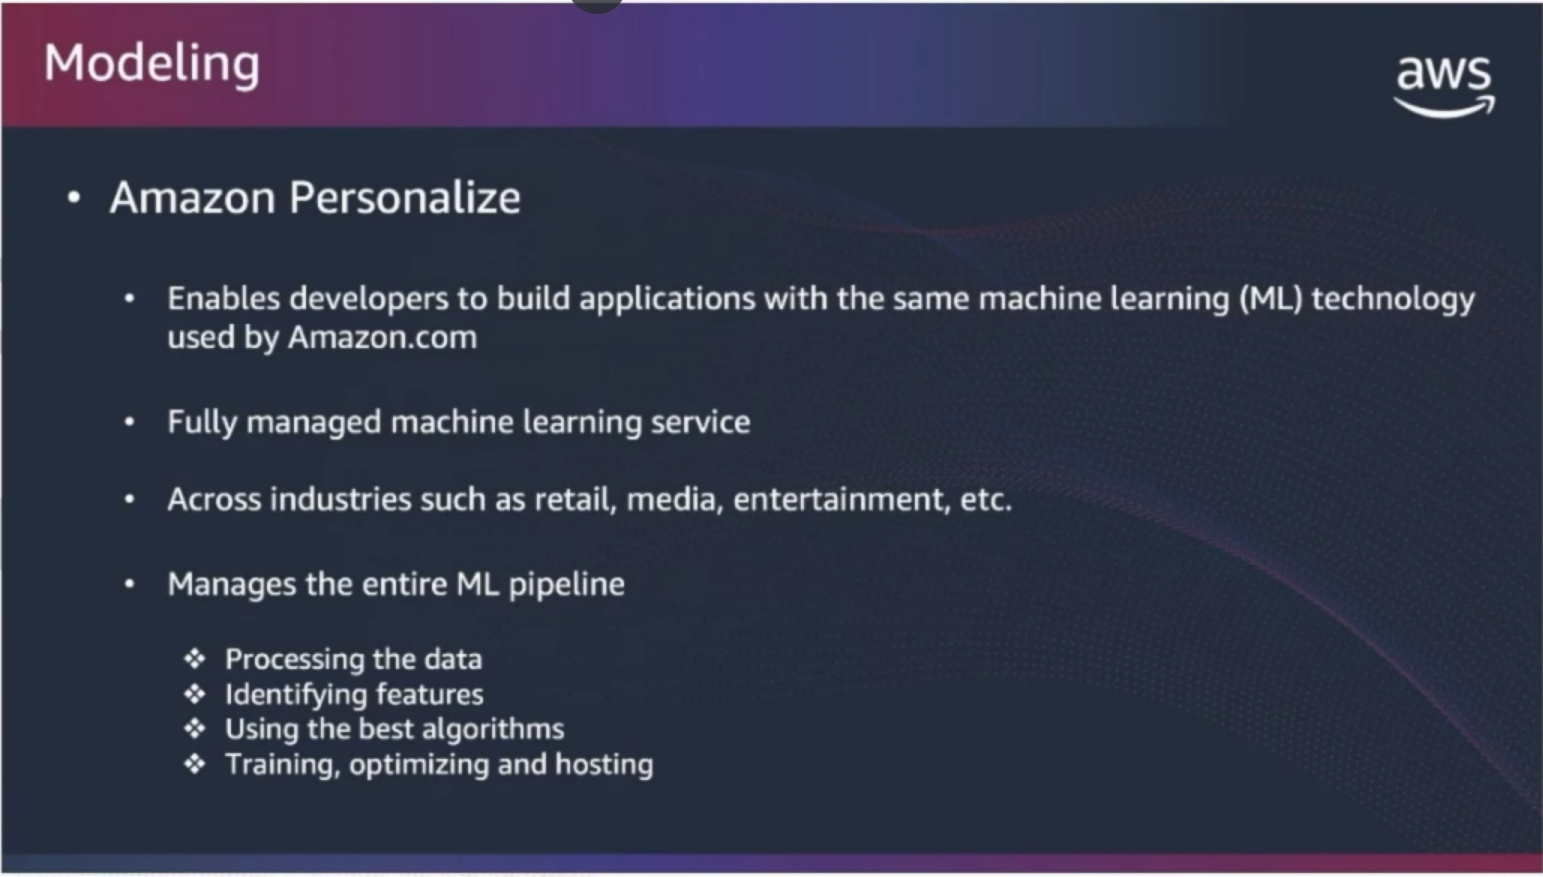 Modeling
aws
• Amazon Personalize
• Enables developers to build applications with the same machine learning (ML) technology
used by Amazon.com
• Fully managed machine learning service
• Across industries such as retail, media, entertainment, etc.
• Manages the entire ML pipeline
❖ Processing the data
❖ Identifying features
❖ Using the best algorithms
❖ Training, optimizing and hosting